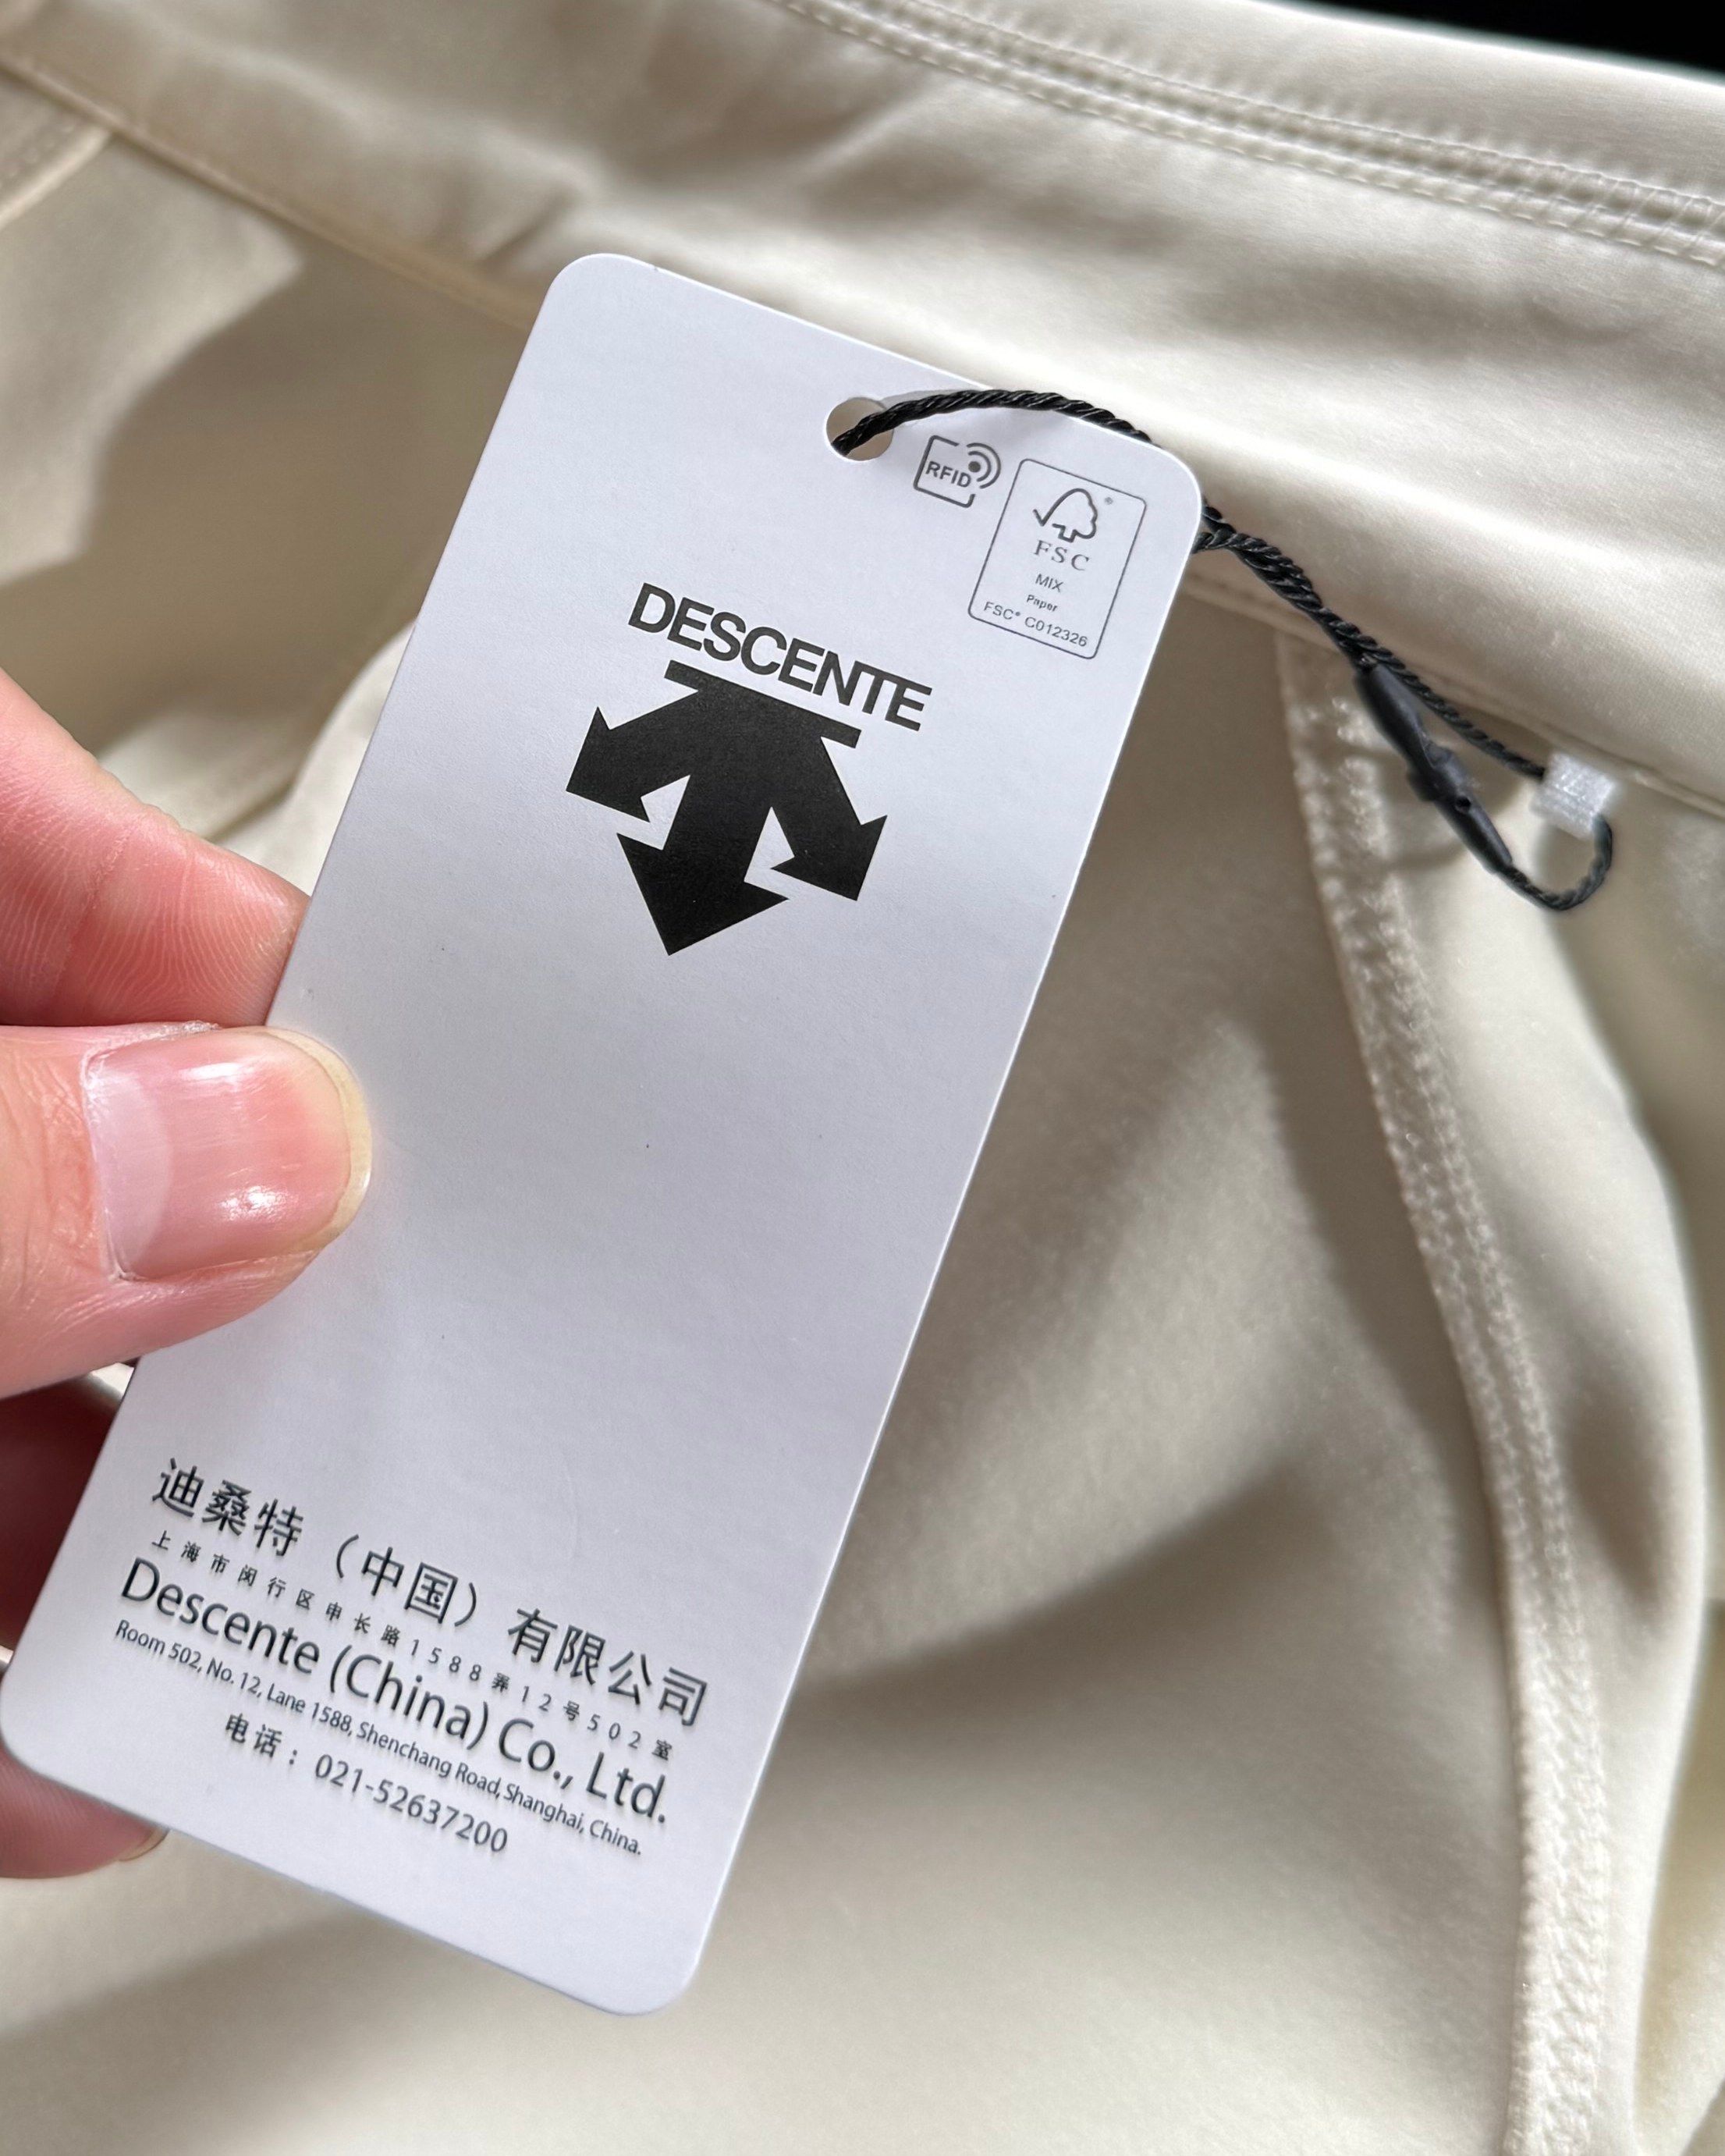 RFID
FSC®
MIX
Paper
FSC® C012326
DESCENTE
迪桑特（中国）有限公司
上海市闵行区申长路1588弄12号502室
Descente (China) Co., Ltd.
Room 502, No. 12, Lane 1588, Shenchang Road, Shanghai, China.
电话：021-52637200